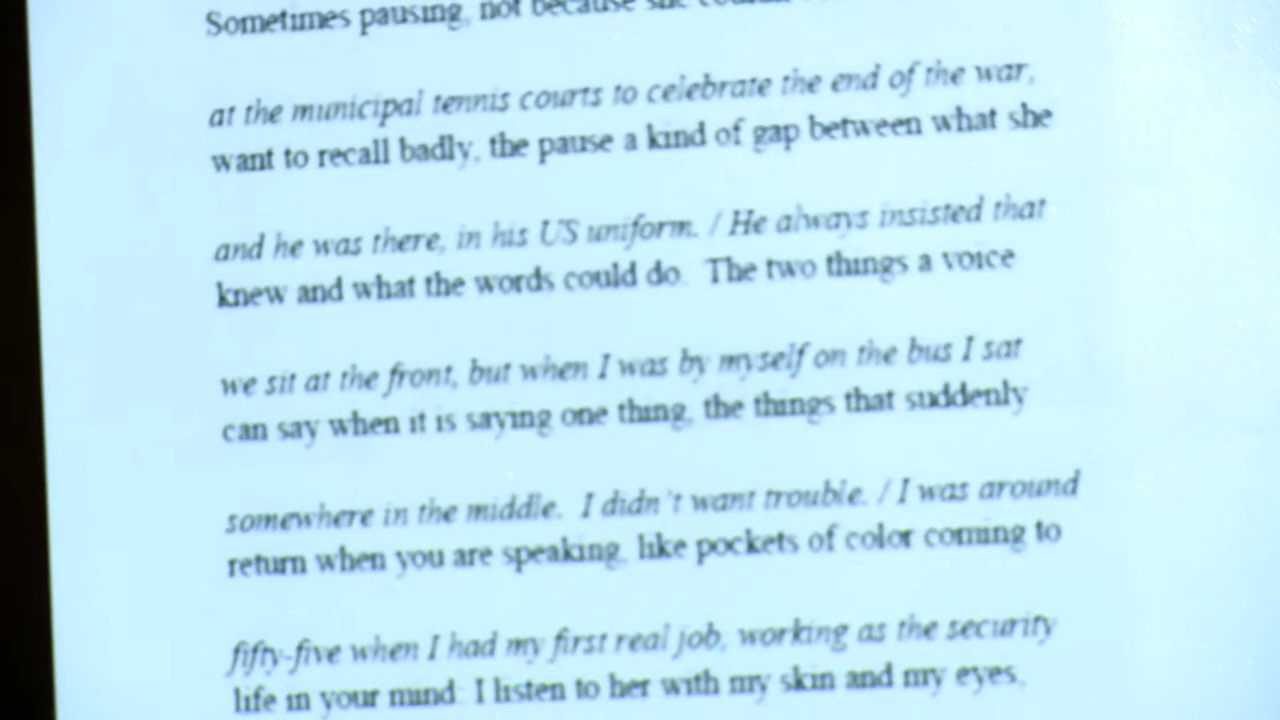 Sometimes pausing, not because she
at the municipal tennis courts to celebrate the end of the war,
want to recall badly, the pause a kind of gap between what she
and he was there, in his US uniform. / He always insisted that
knew and what the words could do. The two things a voice
we sit at the front, but when I was by myself on the bus I sat
can say when it is saying one thing, the things that suddenly
somewhere in the middle. I didn't want trouble. / I was around
return when you are speaking, like pockets of color coming to
fifty-five when I had my first real job, working as the security
life in your mind. I listen to her with my skin and my eyes,